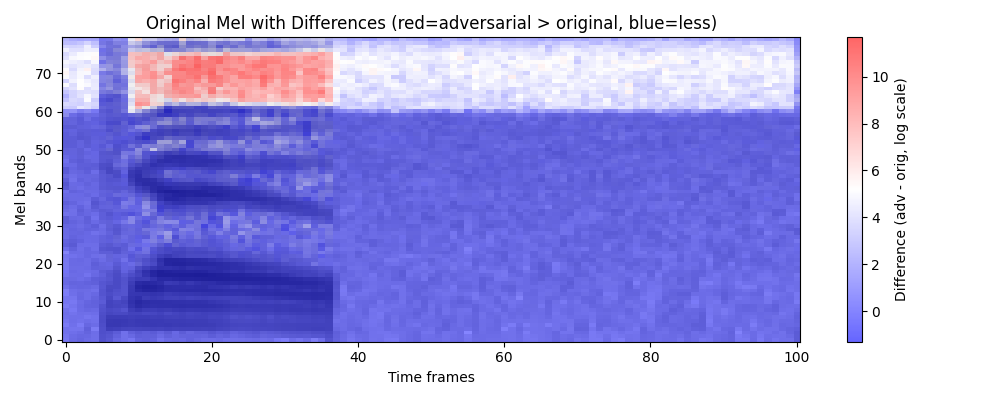 Original Mel with Differences (red=adversarial > original, blue=less)
Mel bands
70
60
50
40
30
20
10
0
0 20 40 60 80 100
Time frames
10
8
6
4
2
0
Difference (adv - orig, log scale)